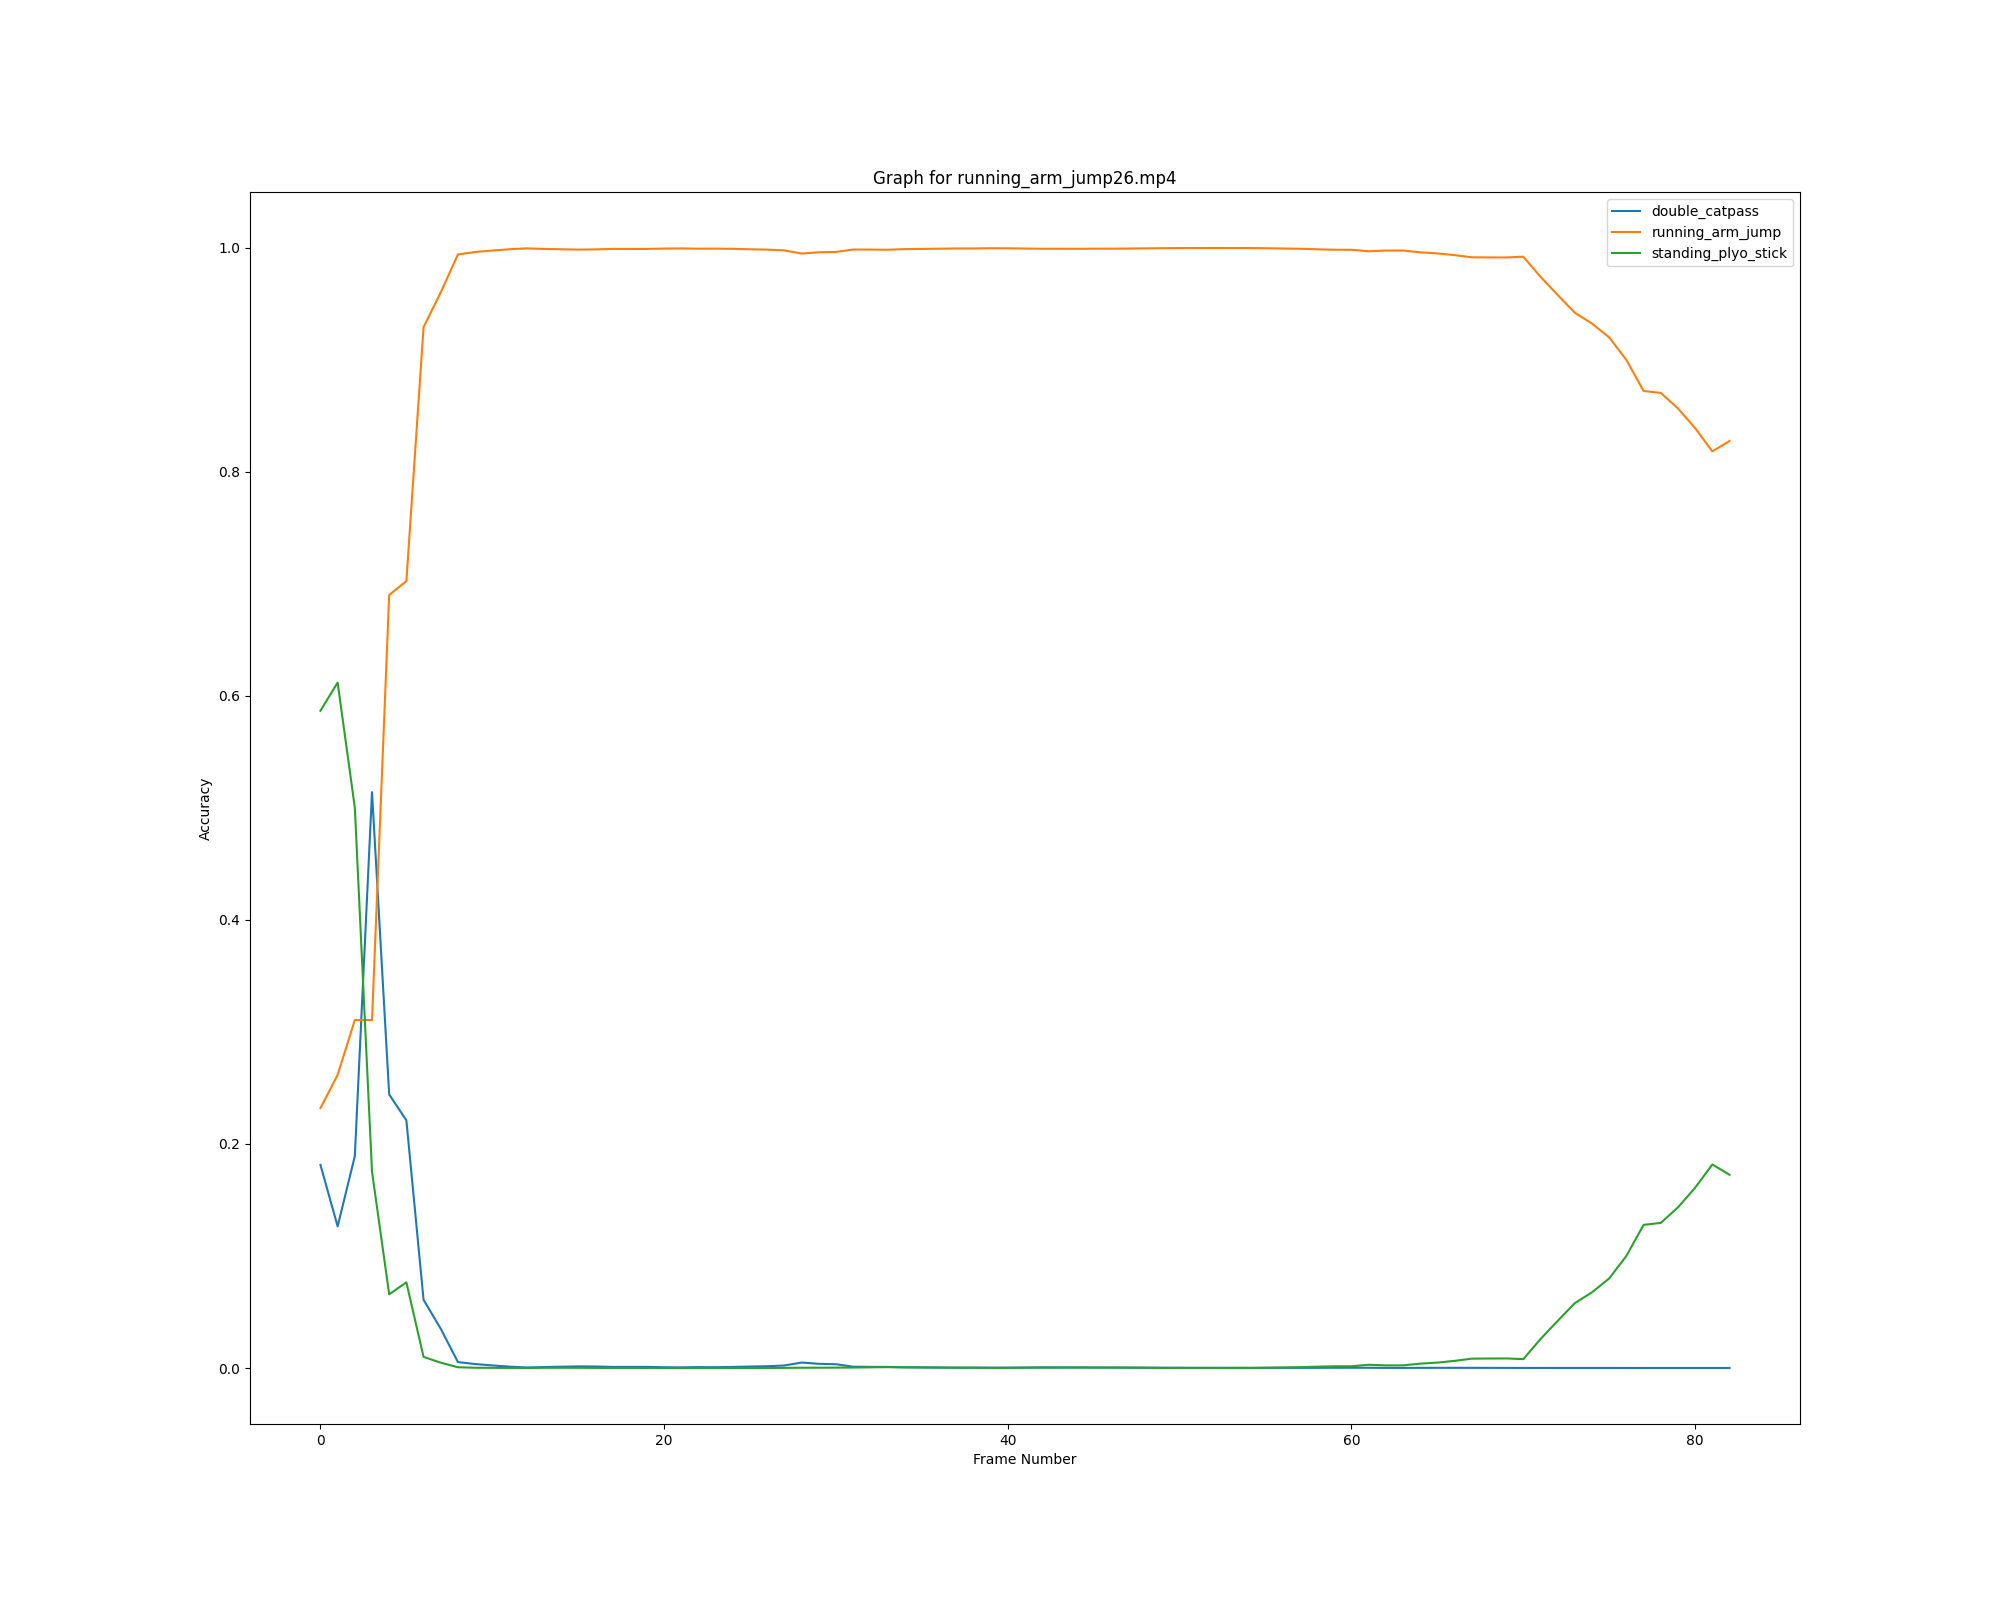 Graph for running_arm_jump26.mp4
double_catpass
running_arm_jump
standing_plyo_stick
1.0
0.8
0.6
0.4
0.2
0.0
Accuracy
0 20 40 60 80
Frame Number